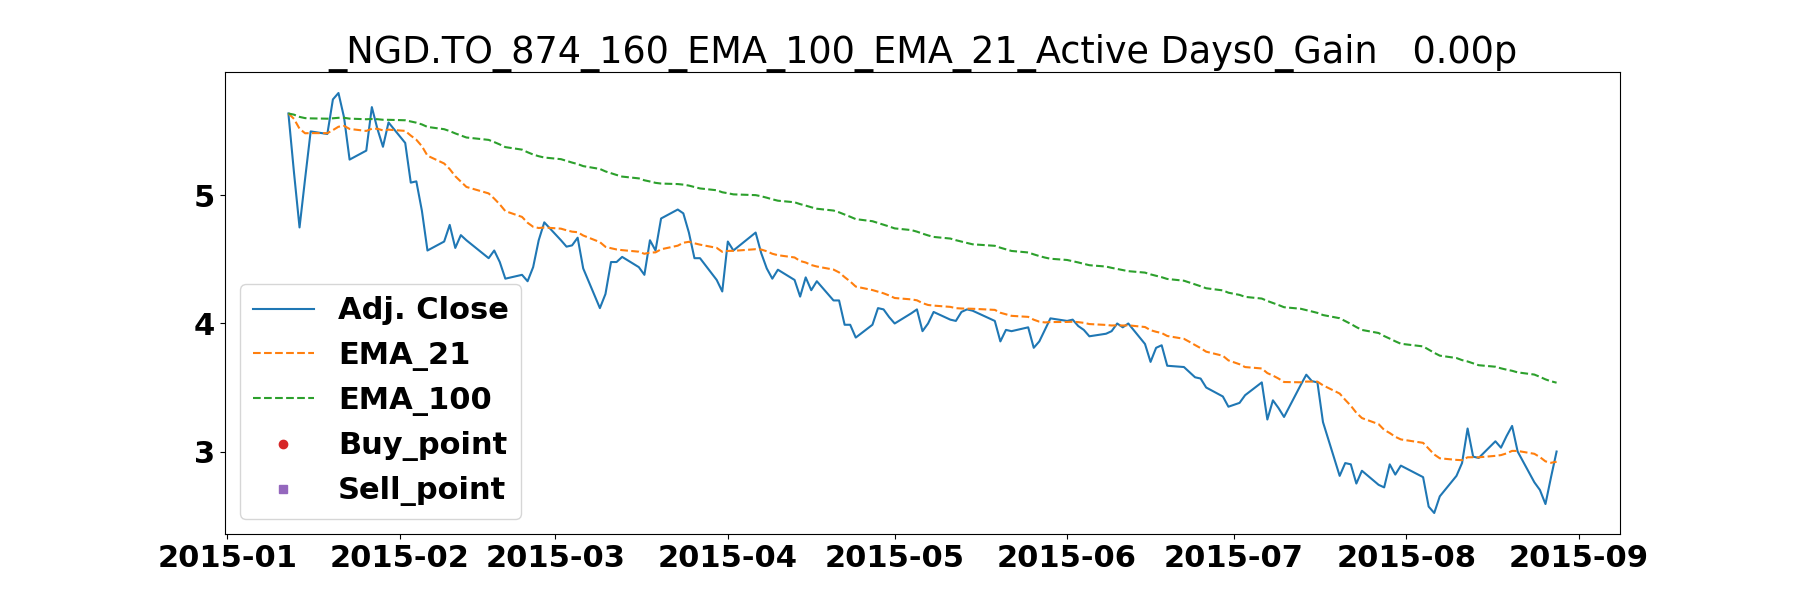 _NGD.TO_874_160_EMA_100_EMA_21_Active Days0_Gain   0.00p
5
4
3
Adj. Close
EMA_21
EMA_100
Buy_point
Sell_point
2015-01 2015-02 2015-03 2015-04 2015-05 2015-06 2015-07 2015-08 2015-09